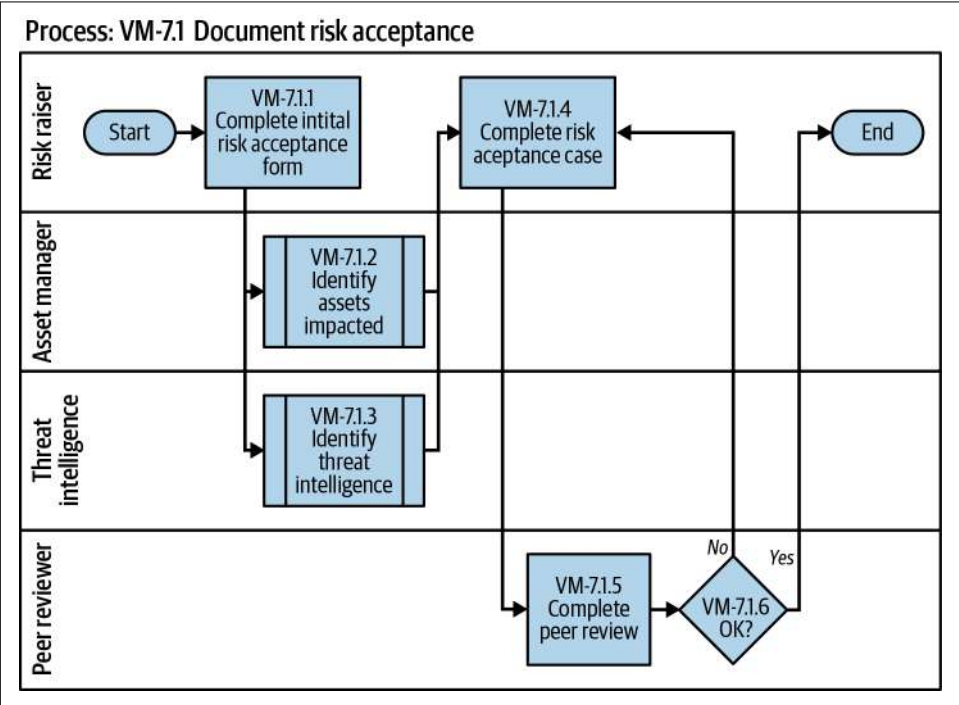 Process: VM-7.1 Document risk acceptance
Risk raiser
Start
VM-7.1.1
Complete intital
risk acceptance
form
VM-7.1.4
Complete risk
aceptance case
End
Asset manager
VM-7.1.2
Identify
assets
impacted
Threat
intelligence
VM-7.1.3
Identify
threat
intelligence
Peer reviewer
VM-7.1.5
Complete
peer review
No
Yes
VM-7.1.6
OK?